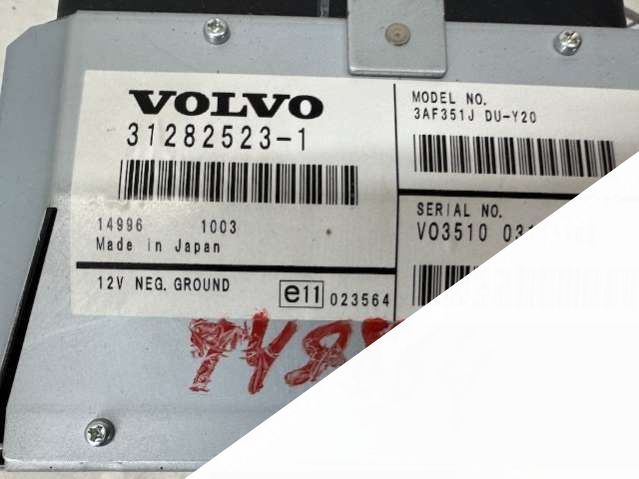 VOLVO
31282523-1
14996 1003
Made in Japan
12V NEG. GROUND
e11 023564
MODEL NO.
3AF351J DU-Y20
SERIAL NO.
VO3510